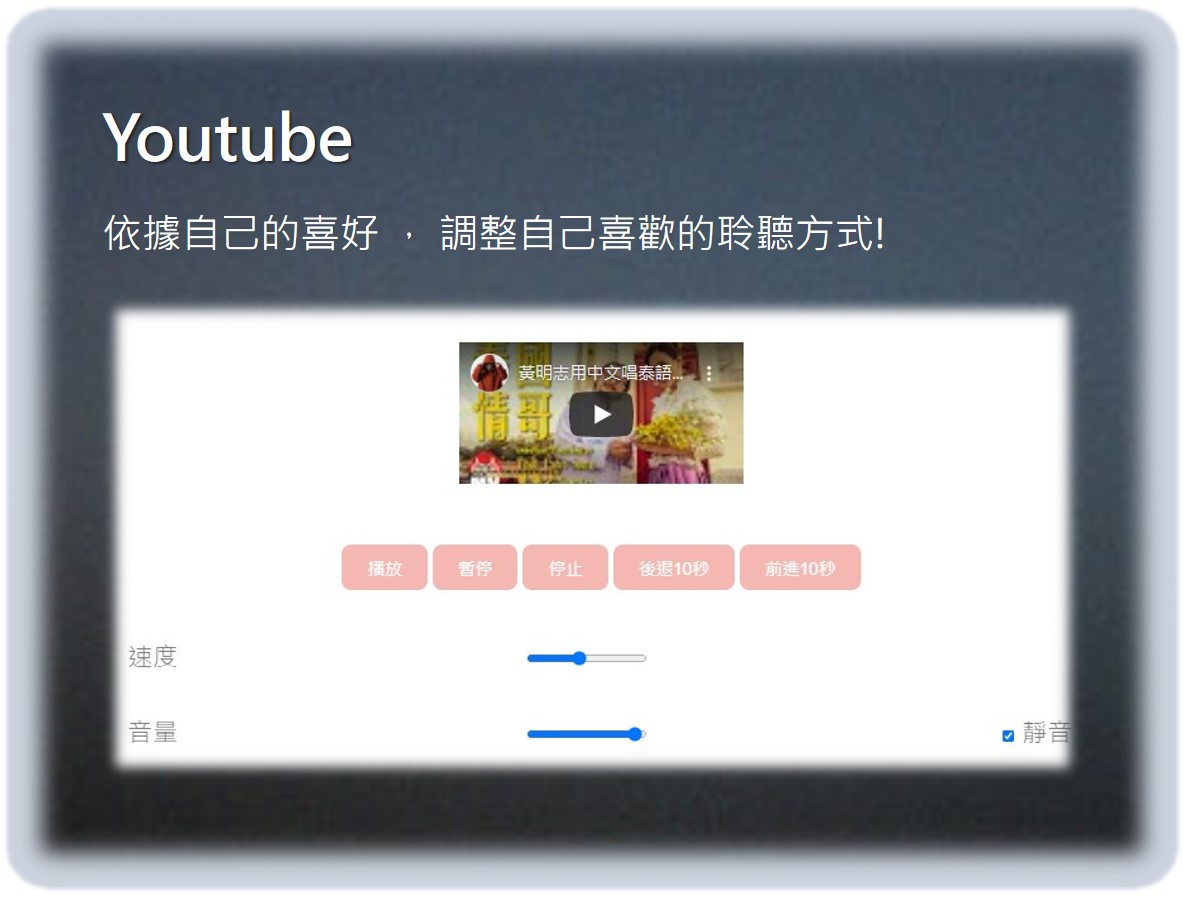 Youtube
依據自己的喜好 ， 調整自己喜歡的聆聽方式!
黃明志用中文唱泰語...
泰國
情哥
播放 暫停 停止 後退10秒 前進10秒
速度
音量
靜音